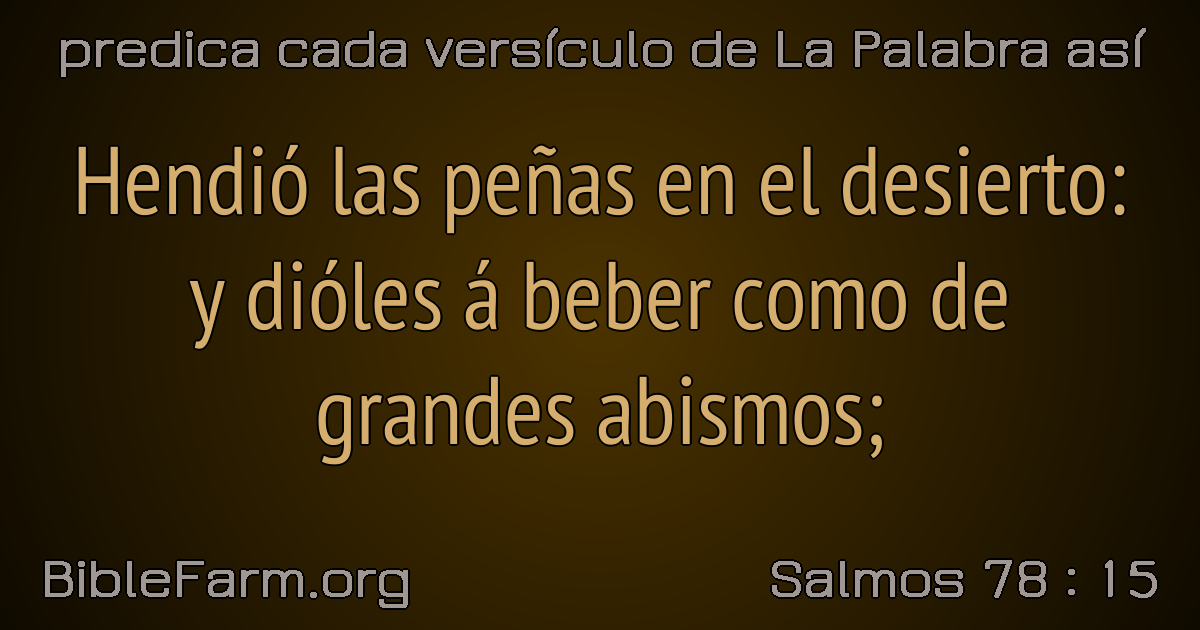 predica cada versículo de La Palabra así
Hendió las peñas en el desierto:
y dióles á beber como de
grandes abismos;
BibleFarm.org
Salmos 78 : 15